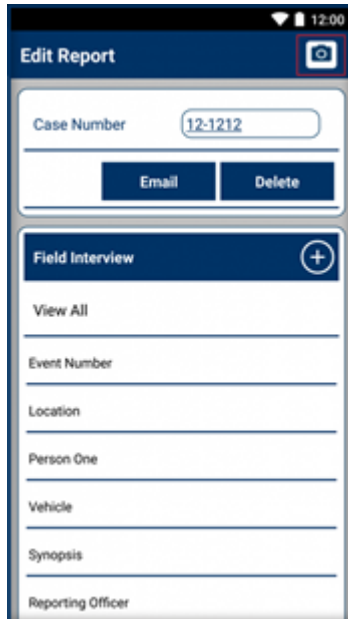 12:00
Edit Report
Case Number 12-1212
Email Delete
Field Interview
View All
Event Number
Location
Person One
Vehicle
Synopsis
Reporting Officer